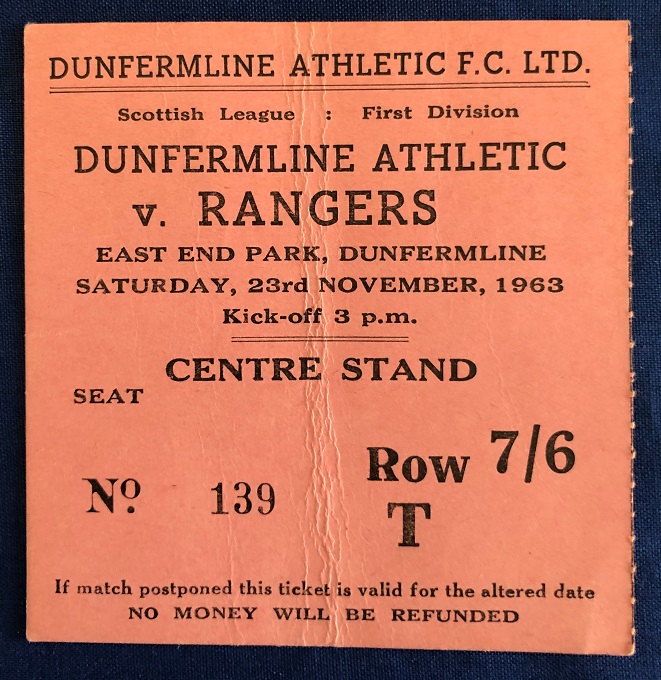 DUNFERMLINE ATHLETIC F.C. LTD.
Scottish League : First Division
DUNFERMLINE ATHLETIC
v. RANGERS
EAST END PARK, DUNFERMLINE
SATURDAY, 23rd NOVEMBER, 1963
Kick-off 3 p.m.
CENTRE STAND
SEAT
Row 7/6
No. 139
T
If match postponed this ticket is valid for the altered date
NO MONEY WILL BE REFUNDED